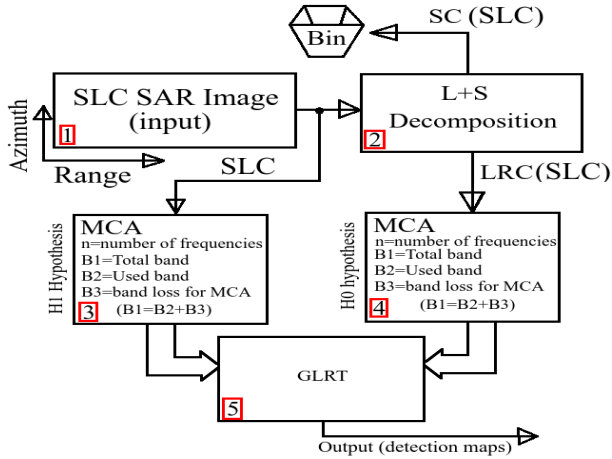 SC (SLC)
Bin
SLC SAR Image
(input)
1
L+S
Decomposition
2
Azimuth
Range
SLC
LRC(SLC)
H1 Hypothesis
MCA
n=number of frequencies
B1=Total band
B2=Used band
B3=band loss for MCA
(B1=B2+B3)
3
H0 hypothesis
MCA
n=number of frequencies
B1=Total band
B2=Used band
B3=band loss for MCA
(B1=B2+B3)
4
GLRT
5
Output (detection maps)